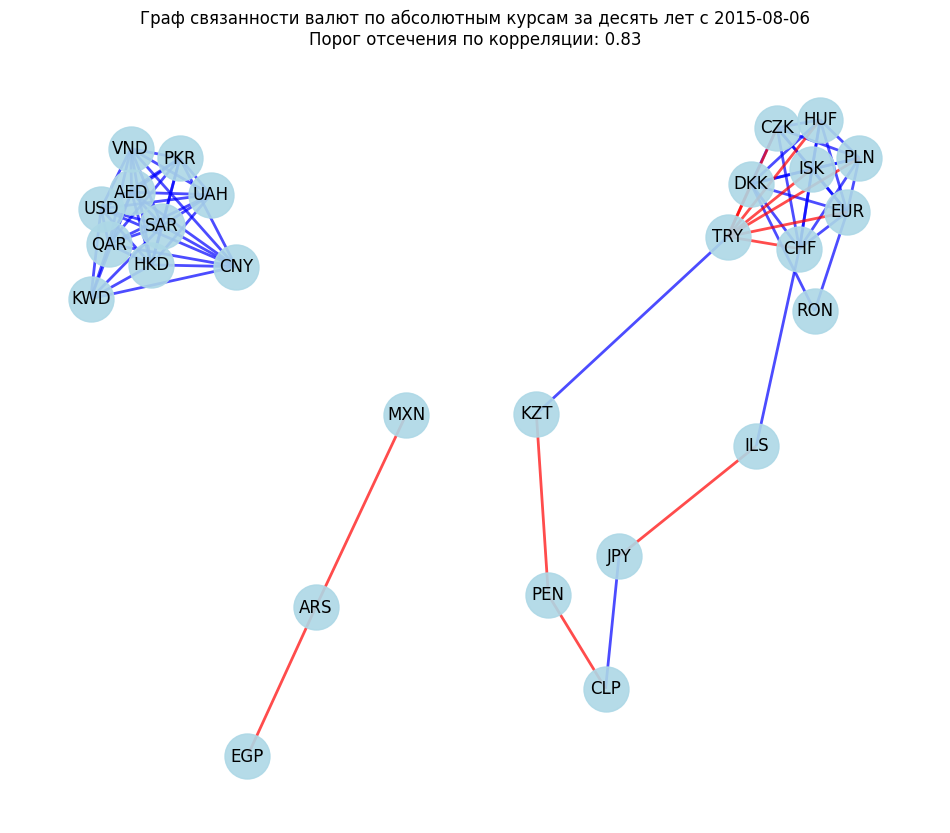 Граф связанности валют по абсолютным курсам за десять лет с 2015-08-06
Порог отсечения по корреляции: 0.83
HUF
CZK
VND
PKR
PLN
ISK
DKK
AED
UAH
USD
EUR
SAR
TRY
QAR
CHF
HKD
CNY
KWD
RON
MXN
KZT
ILS
JPY
PEN
ARS
CLP
EGP